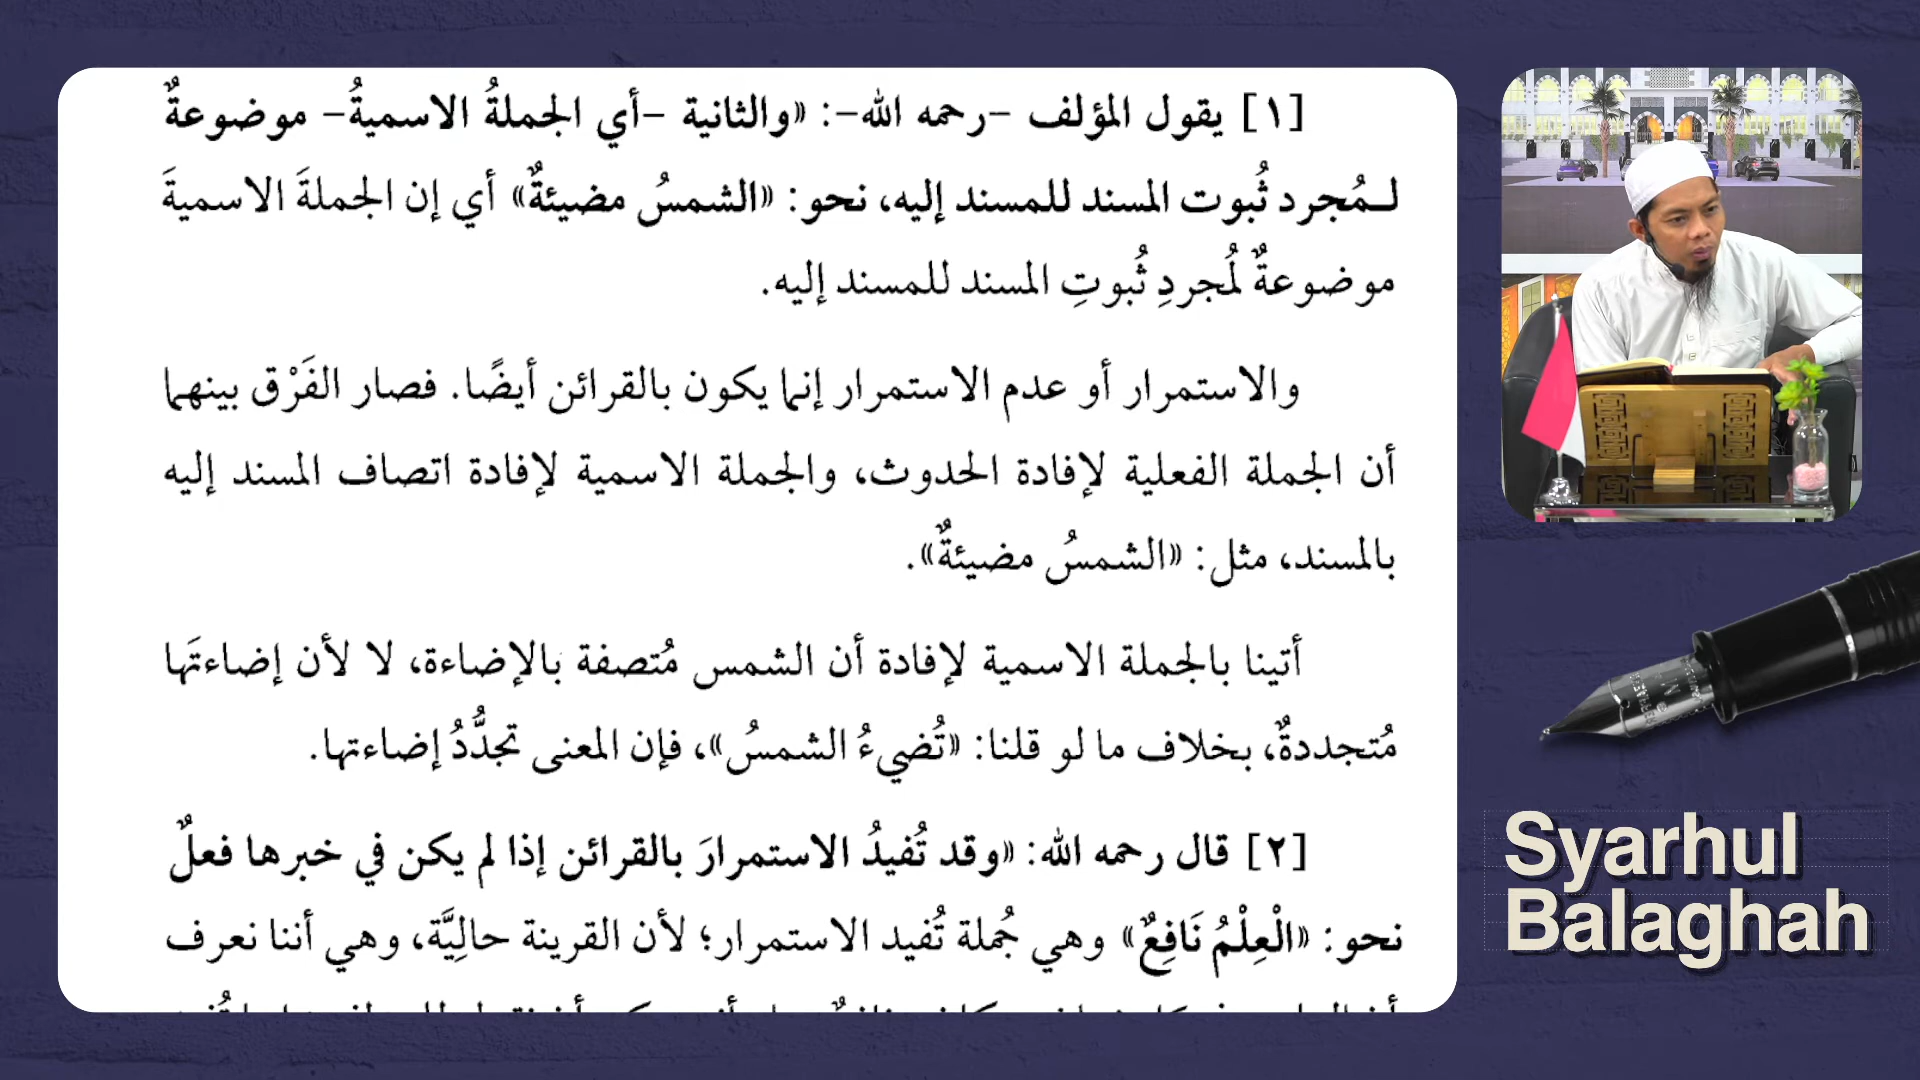 [١] يقول المؤلف –رحمه الله–: «والثانية –أي الجملةُ الاسميةُ– موضوعةٌ
لـمُجرد ثُبوت المسند للمسند إليه، نحو: «الشمسُ مضيئةٌ» أي إن الجملةَ الاسميةَ
موضوعةٌ لمُجردِ ثُبوتِ المسند للمسند إليه.
والاستمرار أو عدم الاستمرار إنما يكون بالقرائن أيضًا. فصار الفَرْق بينهما
أن الجملة الفعلية لإفادة الحدوث، والجملة الاسمية لإفادة اتصاف المسند إليه
بالمسند، مثل: «الشمسُ مضيئةٌ».
أتينا بالجملة الاسمية لإفادة أن الشمس مُتصفة بالإضاءة، لا لأن إضاءتَها
مُتجددةٌ، بخلاف ما لو قلنا: «تُضيءُ الشمسُ»، فإن المعنى تجدُّدُ إضاءتها.
[٢] قال رحمه الله: «وقد تُفيدُ الاستمرارَ بالقرائن إذا لم يكن في خبرها فعلٌ
نحو: «الْعِلْمُ نَافِعٌ» وهي جُملة تُفيد الاستمرار؛ لأن القرينة حالِيَّة، وهي أننا نعرف
Syarhul
Balaghah